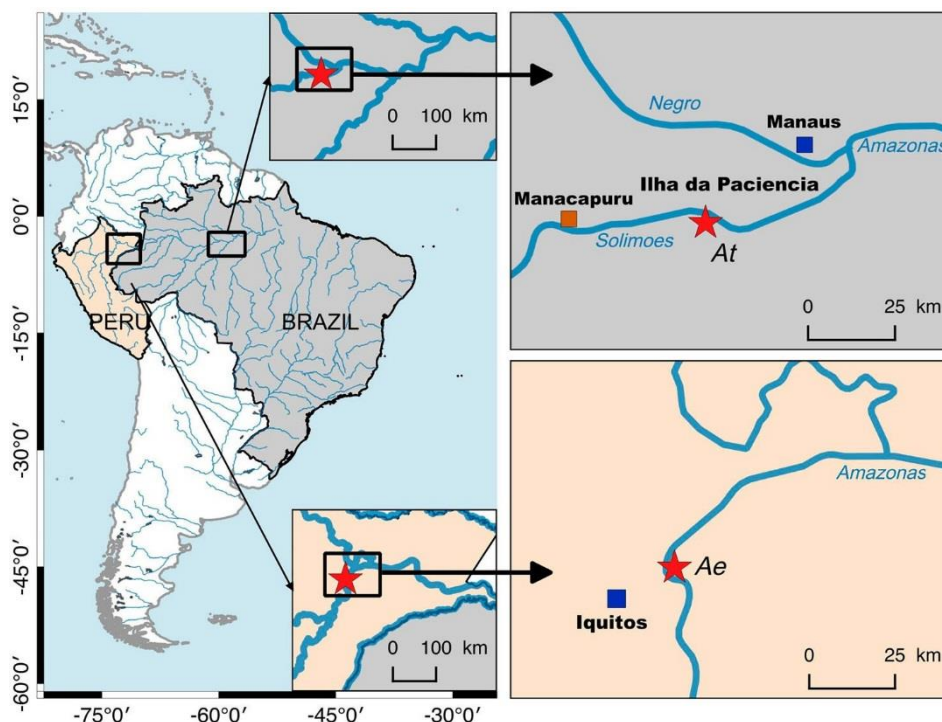 15°0'
0°0'
-15°0'
-30°0'
-45°0'
-60°0'
-75°0'
-60°0'
-45°0'
-30°0'
PERU
BRAZIL
0 100 km
0 100 km
Negro
Manaus
Amazonas
Ilha da Paciencia
Manacapuru
Solimoes
At
0 25 km
Amazonas
Ae
Iquitos
0 25 km